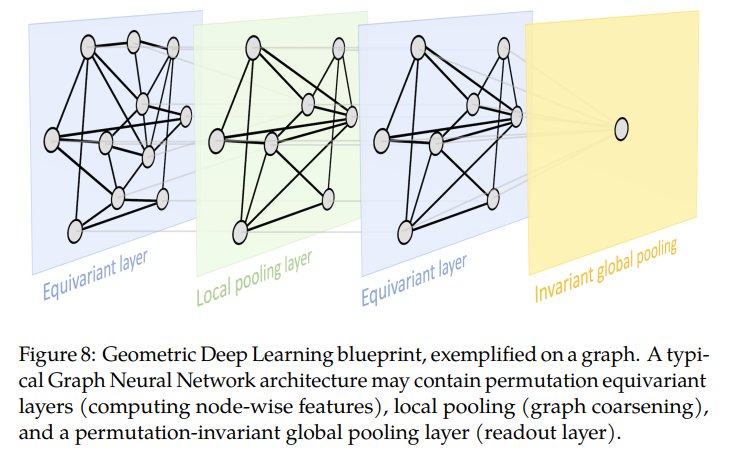 Equivariant layer
Local pooling layer
Equivariant layer
Invariant global pooling
Figure 8: Geometric Deep Learning blueprint, exemplified on a graph. A typi-
cal Graph Neural Network architecture may contain permutation equivariant
layers (computing node-wise features), local pooling (graph coarsening),
and a permutation-invariant global pooling layer (readout layer).